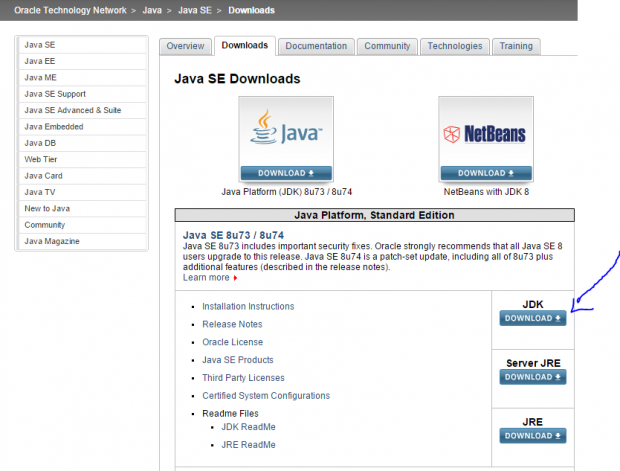 Oracle Technology Network > Java > Java SE > Downloads
Java SE
Java EE
Java ME
Java SE Support
Java SE Advanced & Suite
Java Embedded
Java DB
Web Tier
Java Card
Java TV
New to Java
Community
Java Magazine
Overview Downloads Documentation Community Technologies Training
Java SE Downloads
Java™
DOWNLOAD
Java Platform (JDK) 8u73 / 8u74
NetBeans
DOWNLOAD
NetBeans with JDK 8
Java Platform, Standard Edition
Java SE 8u73 / 8u74
Java SE 8u73 includes important security fixes. Oracle strongly recommends that all Java SE 8
users upgrade to this release. Java SE 8u74 is a patch-set update, including all of 8u73 plus
additional features (described in the release notes).
Learn more
Installation Instructions
Release Notes
Oracle License
Java SE Products
Third Party Licenses
Certified System Configurations
Readme Files
JDK ReadMe
JRE ReadMe
JDK
DOWNLOAD
Server JRE
DOWNLOAD
JRE
DOWNLOAD